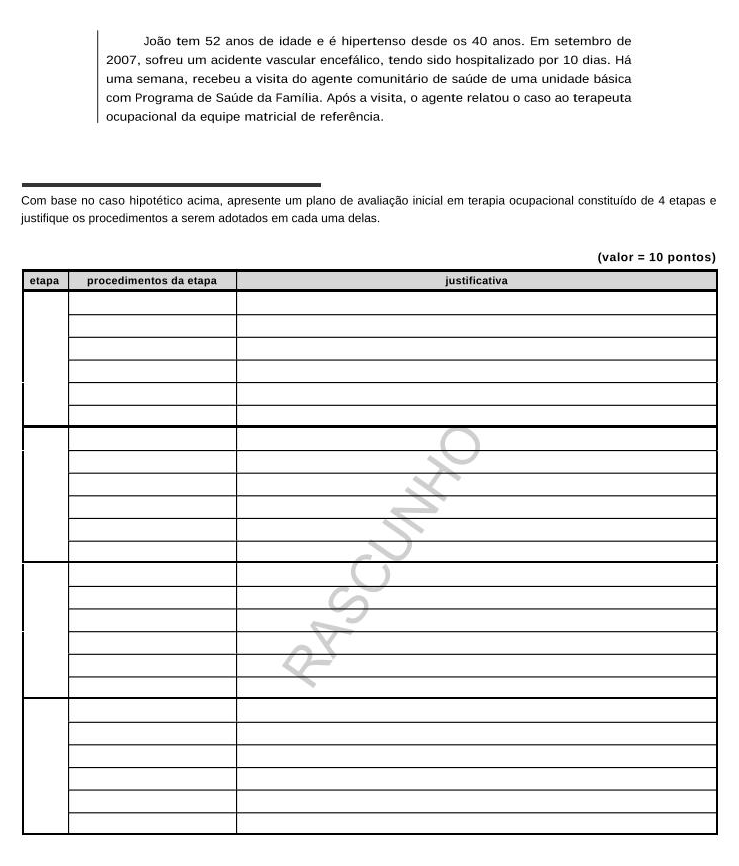 João tem 52 anos de idade e é hipertenso desde os 40 anos. Em setembro de
2007, sofreu um acidente vascular encefálico, tendo sido hospitalizado por 10 dias. Há
uma semana, recebeu a visita do agente comunitário de saúde de uma unidade básica
com Programa de Saúde da Família. Após a visita, o agente relatou o caso ao terapeuta
ocupacional da equipe matricial de referência.
Com base no caso hipotético acima, apresente um plano de avaliação inicial em terapia ocupacional constituído de 4 etapas e
justifique os procedimentos a serem adotados em cada uma delas.
(valor = 10 pontos)
etapa procedimentos da etapa justificativa
RASCUNHO